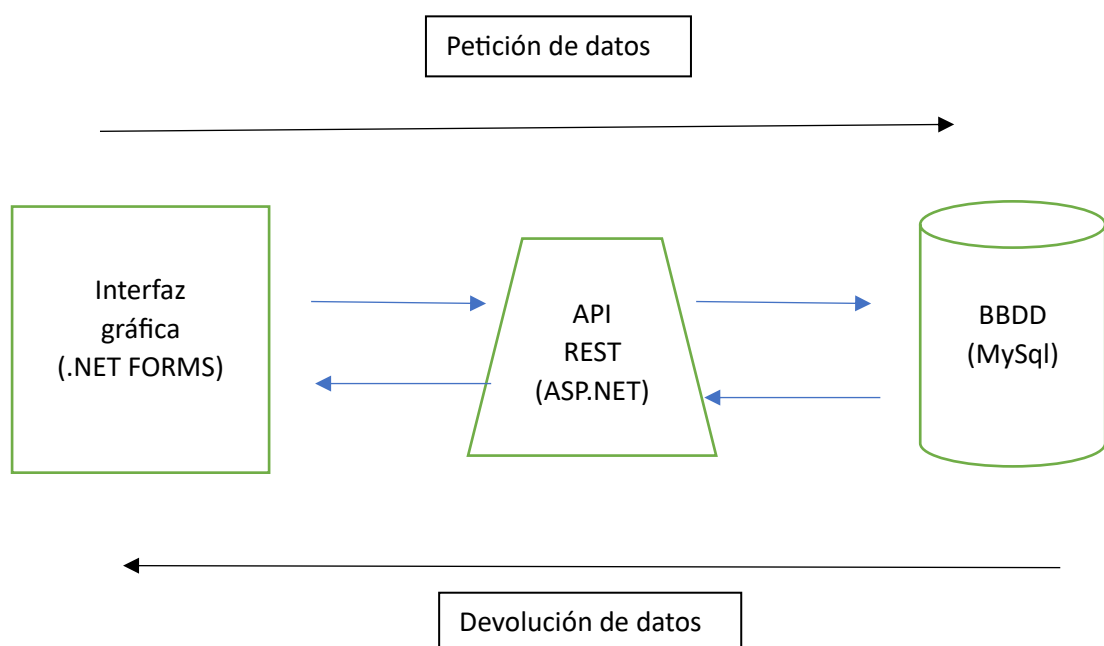 Petición de datos
Interfaz
gráfica
(.NET FORMS)
API
REST
(ASP.NET)
BBDD
(MySql)
Devolución de datos